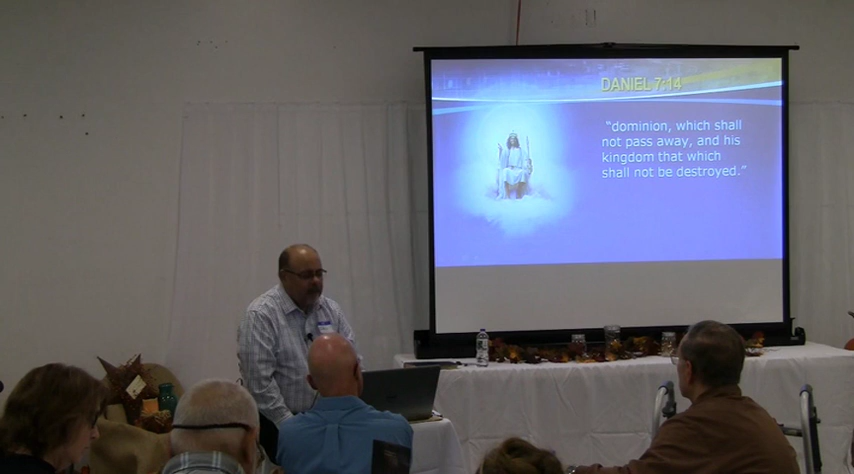 DANIEL 7:14
"dominion, which shall
not pass away, and his
kingdom that which
shall not be destroyed."